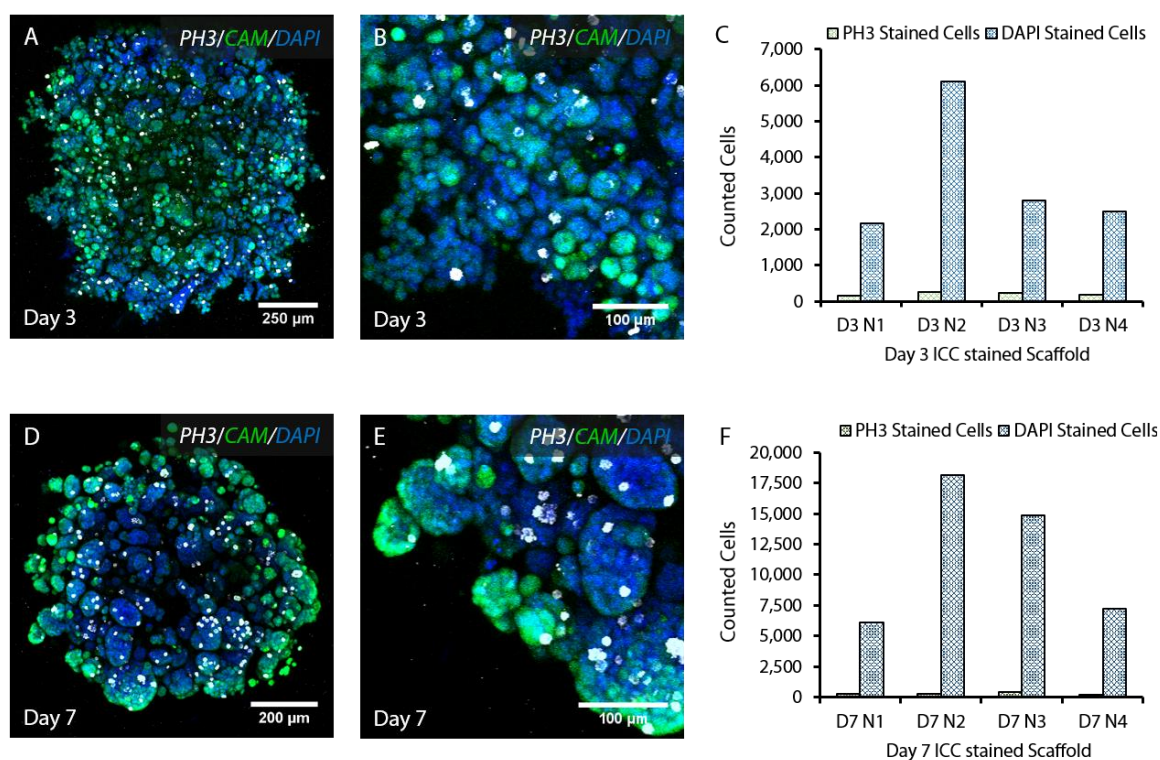 A
PH3/CAM/DAPI
Day 3
250 µm
B
PH3/CAM/DAPI
Day 3
100 µm
C
PH3 Stained Cells
DAPI Stained Cells
Counted Cells
7,000
6,000
5,000
4,000
3,000
2,000
1,000
0
D3 N1 D3 N2 D3 N3 D3 N4
Day 3 ICC stained Scaffold
D
PH3/CAM/DAPI
Day 7
200 µm
E
PH3/CAM/DAPI
Day 7
100 µm
F
PH3 Stained Cells
DAPI Stained Cells
Counted Cells
20,000
17,500
15,000
12,500
10,000
7,500
5,000
2,500
0
D7 N1 D7 N2 D7 N3 D7 N4
Day 7 ICC stained Scaffold